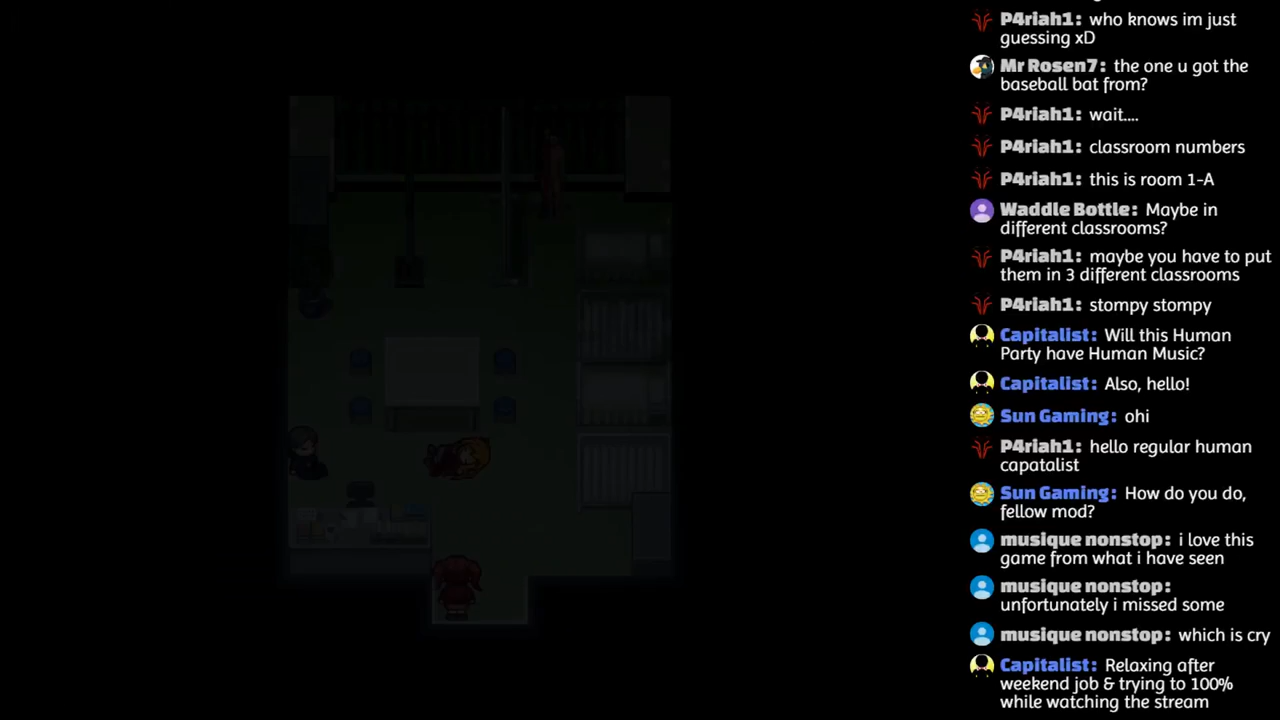 P4riah1: who knows im just
guessing xD
Mr Rosen7: the one u got the
baseball bat from?
P4riah1: wait....
P4riah1: classroom numbers
P4riah1: this is room 1-A
Waddle Bottle: Maybe in
different classrooms?
P4riah1: maybe you have to put
them in 3 different classrooms
P4riah1: stompy stompy
Capitalist: Will this Human
Party have Human Music?
Capitalist: Also, hello!
Sun Gaming: ohi
P4riah1: hello regular human
capatalist
Sun Gaming: How do you do,
fellow mod?
musique nonstop: i love this
game from what i have seen
musique nonstop:
unfortunately i missed some
musique nonstop: which is cry
Capitalist: Relaxing after
weekend job & trying to 100%
while watching the stream